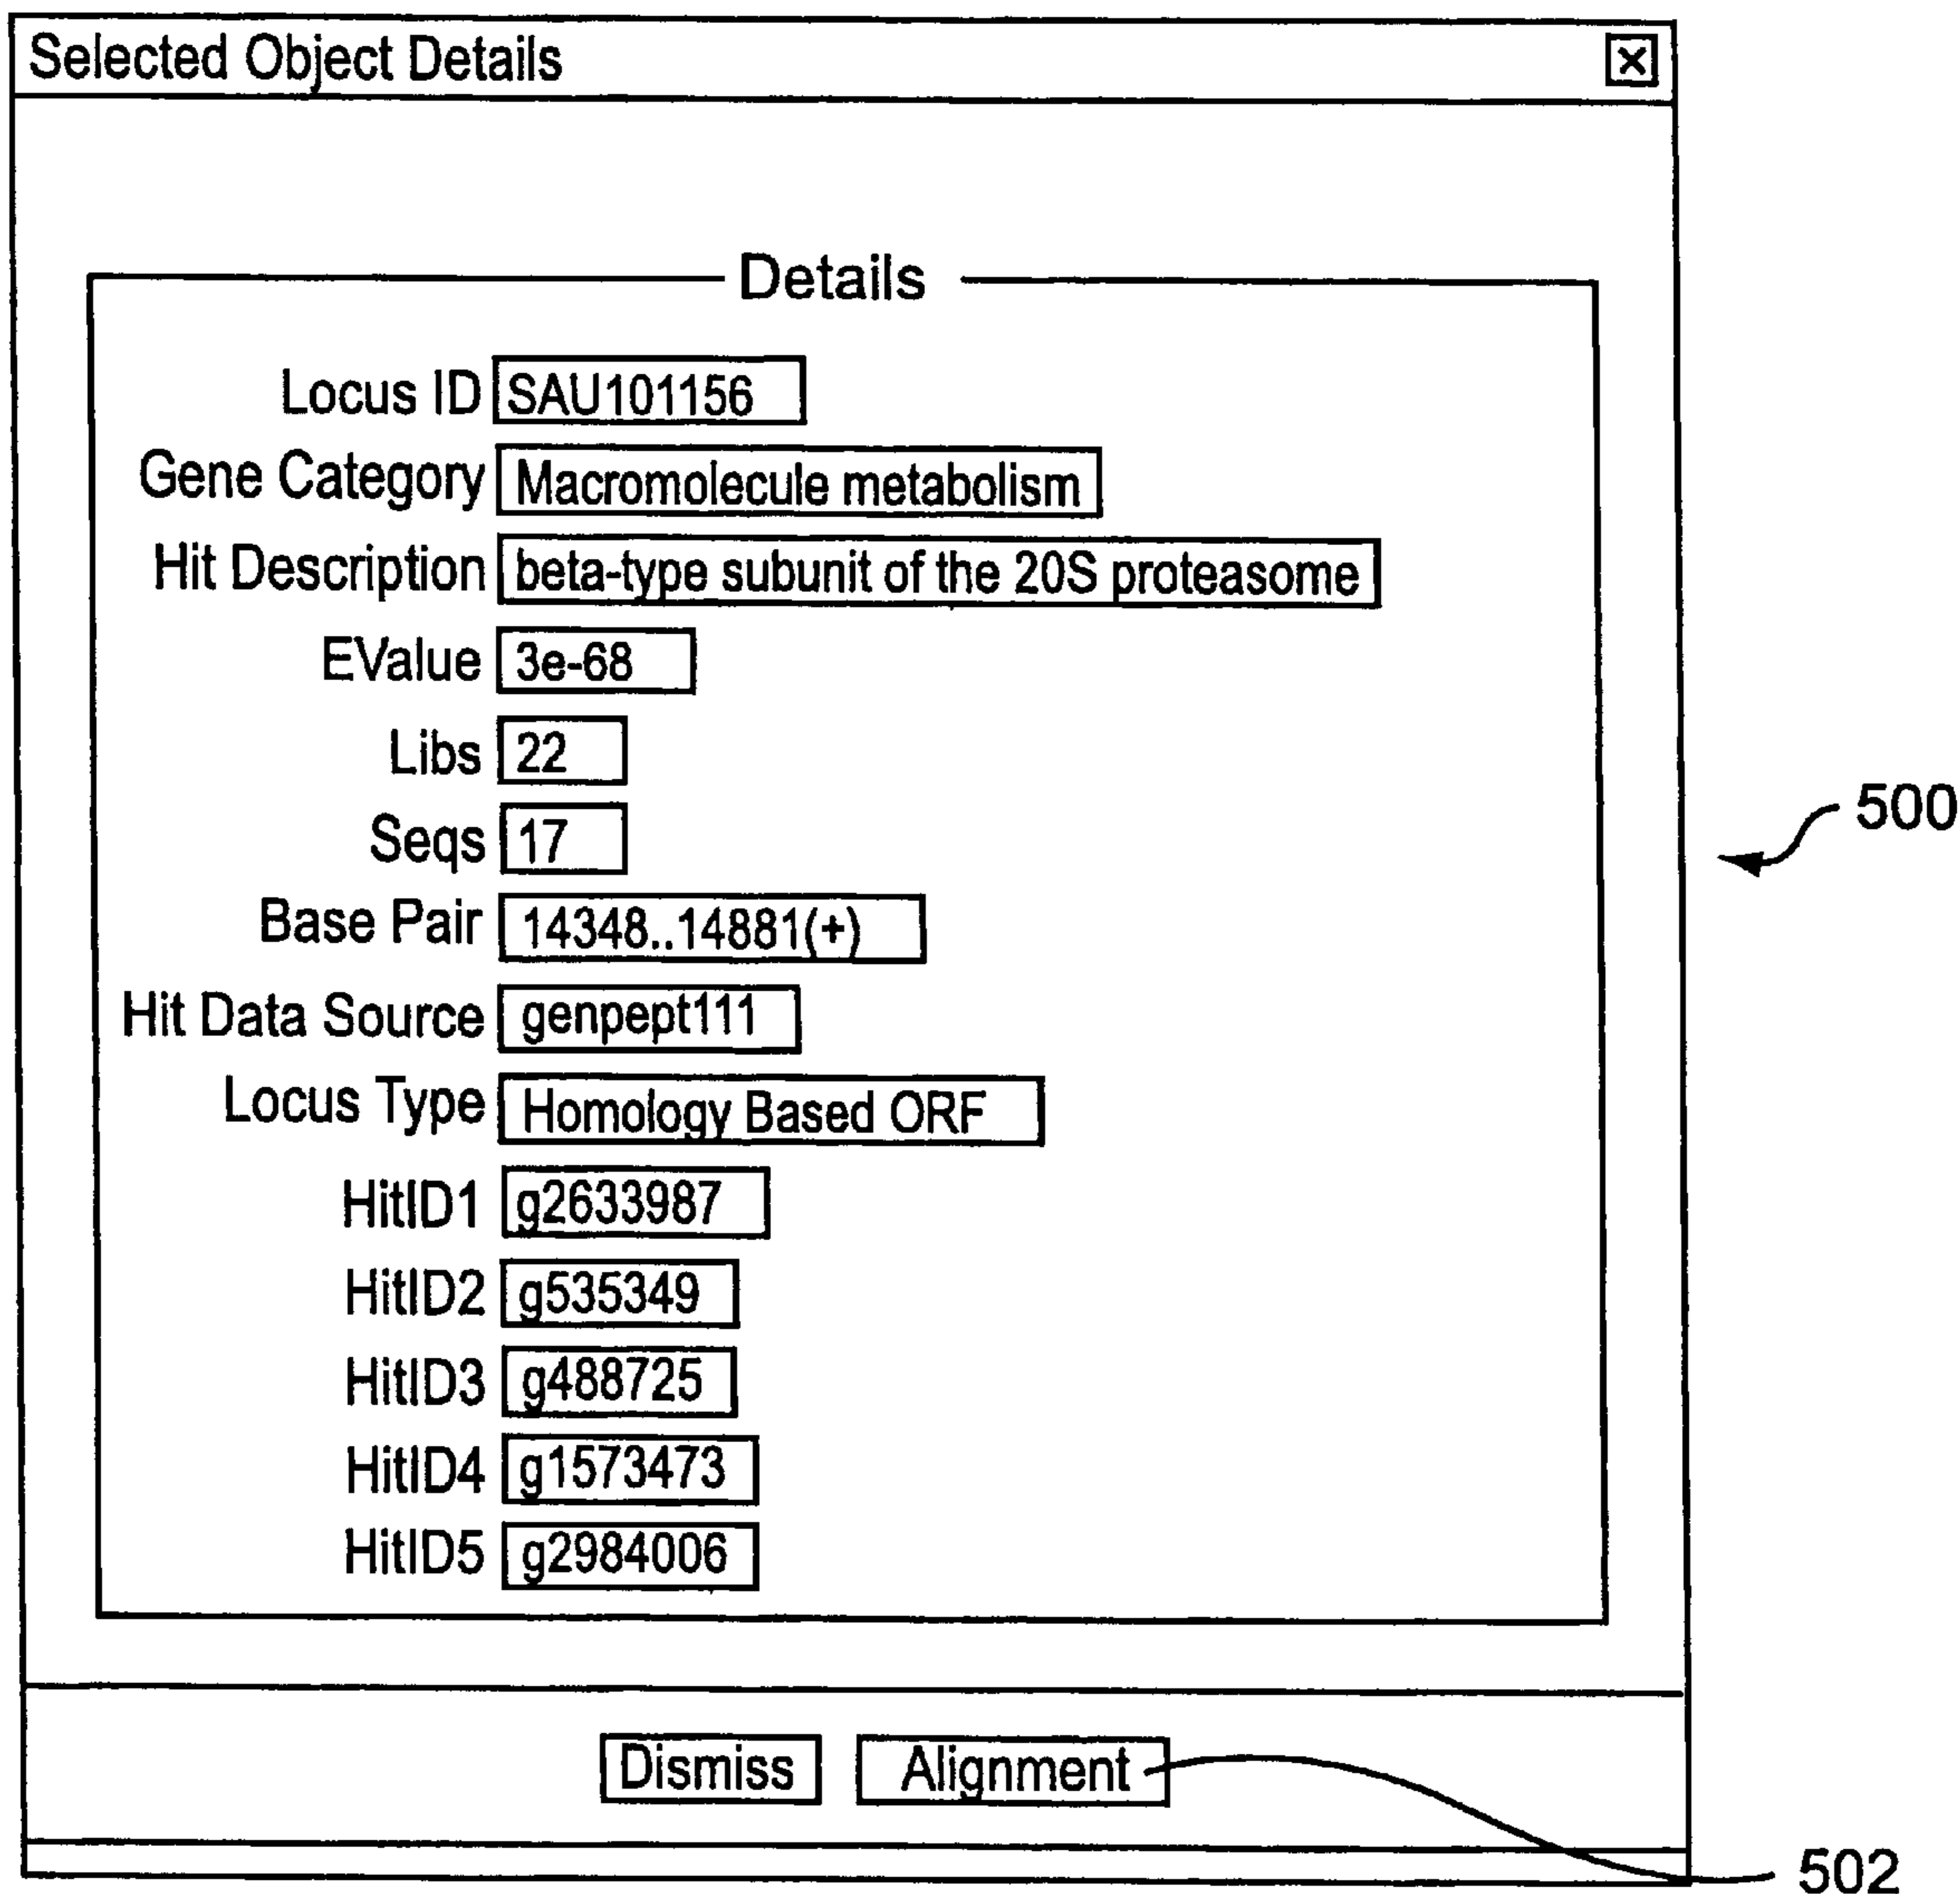 Selected Object Details
Details
Locus ID SAU101156
Gene Category Macromolecule metabolism
Hit Description beta-type subunit of the 20S proteasome
EValue 3e-68
Libs 22
Seqs 17
500
Base Pair 14348..14881(+)
Hit Data Source genpept111
Locus Type Homology Based ORF
HitID1 g2633987
HitID2 g535349
HitID3 g488725
HitID4 g1573473
HitID5 g2984006
Dismiss Alignment
502